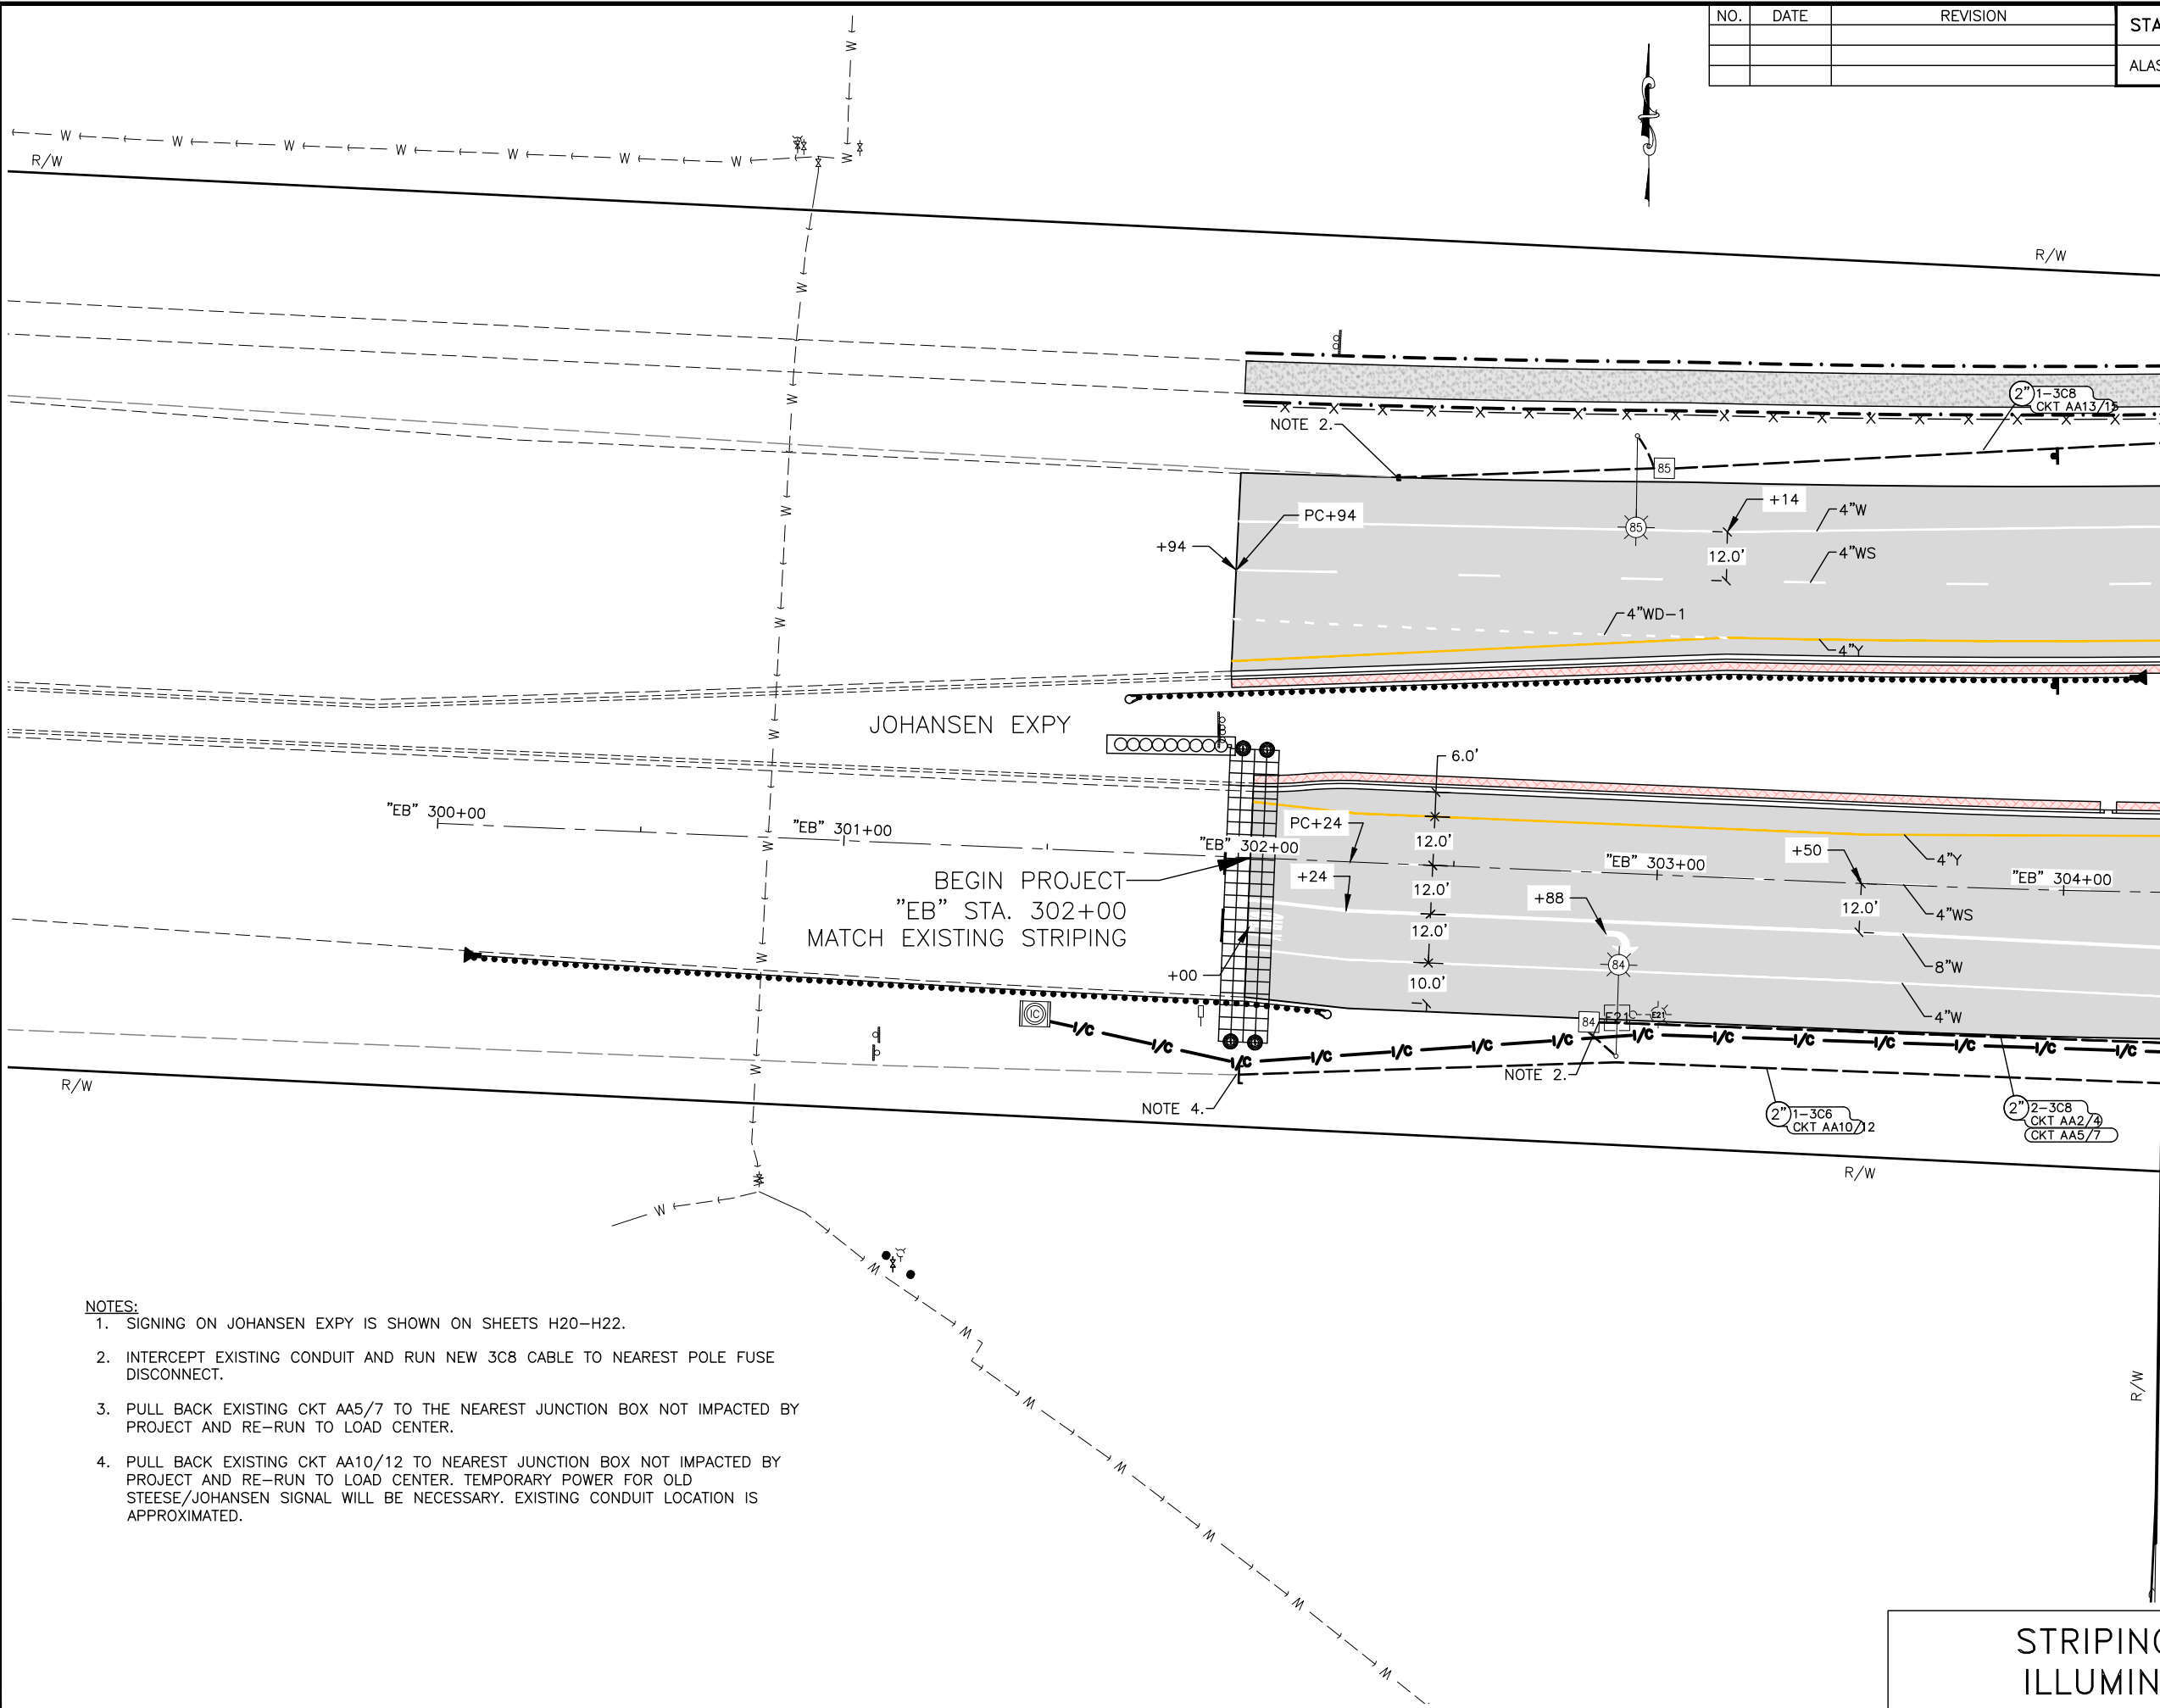 NO. DATE REVISION
STA
ALAS
R/W
R/W
W W W W W W W
W
W
W
W
W
W
W
W
W
W
W
W
W
W
2" 1-3C8
CKT AA13/15
X X X X X X X X X X X X X X X X X X X
NOTE 2.
85
+14
4"W
PC+94
85
+94
12.0'
4"WS
4"WD-1
4"Y
JOHANSEN EXPY
6.0'
"EB" 300+00
"EB" 301+00
"EB" 302+00
"EB" 303+00
"EB" 304+00
PC+24
12.0'
+50
4"Y
BEGIN PROJECT
"EB" STA. 302+00
MATCH EXISTING STRIPING
+24
12.0'
+88
12.0'
4"WS
12.0'
84
8"W
+00
10.0'
4"W
IC
84
E21
E21
I/C I/C I/C I/C I/C I/C I/C I/C I/C I/C I/C I/C I/C I/C
NOTE 2.
NOTE 4.
2" 1-3C6
CKT AA10/12
2" 2-3C8
CKT AA2/4
CKT AA5/7
R/W
R/W
W
W
W
W
W
W
W
W
R/W
NOTES:
1. SIGNING ON JOHANSEN EXPY IS SHOWN ON SHEETS H20-H22.
2. INTERCEPT EXISTING CONDUIT AND RUN NEW 3C8 CABLE TO NEAREST POLE FUSE
DISCONNECT.
3. PULL BACK EXISTING CKT AA5/7 TO THE NEAREST JUNCTION BOX NOT IMPACTED BY
PROJECT AND RE-RUN TO LOAD CENTER.
4. PULL BACK EXISTING CKT AA10/12 TO NEAREST JUNCTION BOX NOT IMPACTED BY
PROJECT AND RE-RUN TO LOAD CENTER. TEMPORARY POWER FOR OLD
STEESE/JOHANSEN SIGNAL WILL BE NECESSARY. EXISTING CONDUIT LOCATION IS
APPROXIMATED.
STRIPING
ILLUMIN